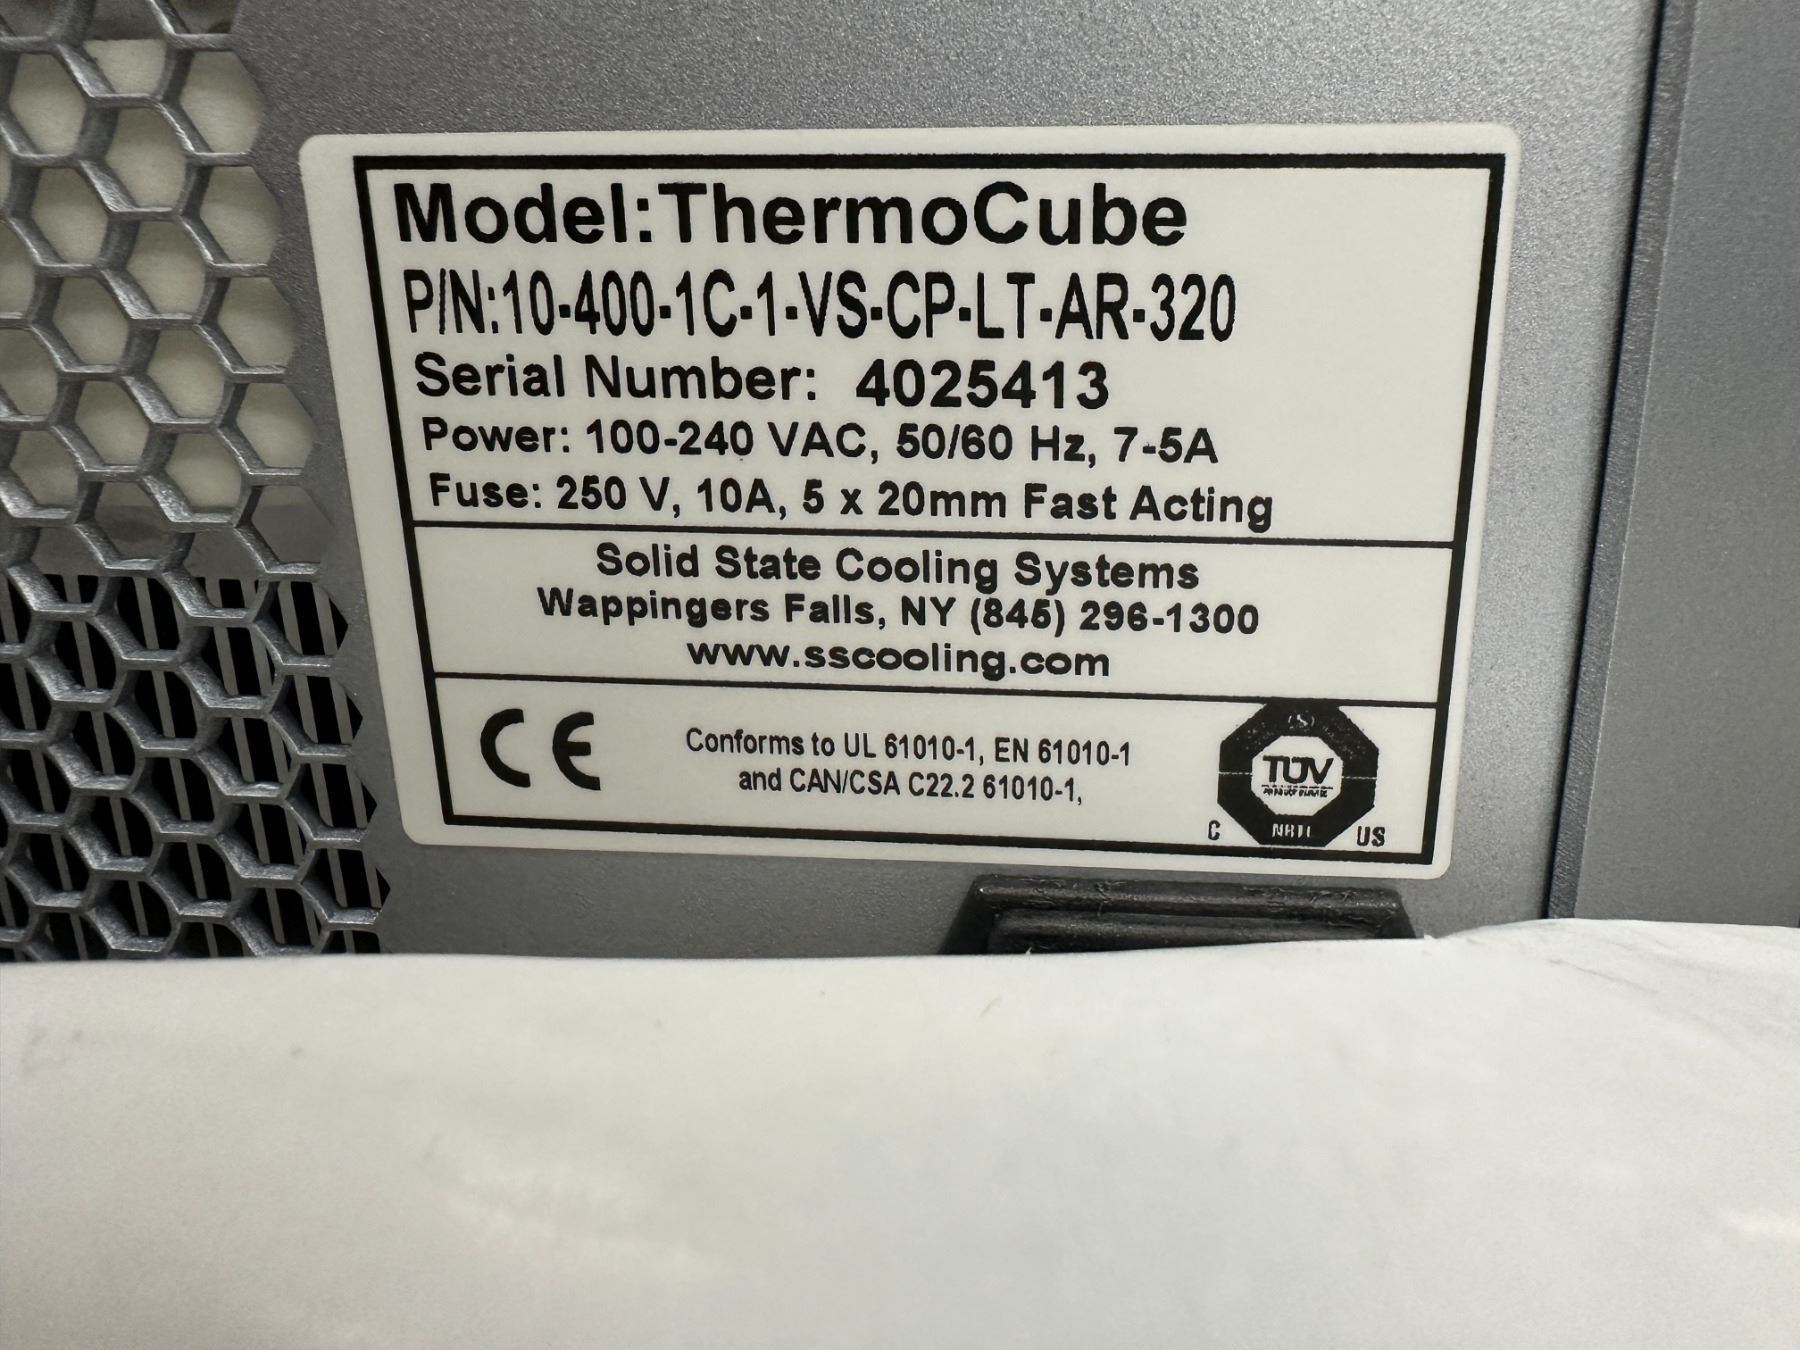 Model:ThermoCube
P/N:10-400-1C-1-VS-CP-LT-AR-320
Serial Number: 4025413
Power: 100-240 VAC, 50/60 Hz, 7-5A
Fuse: 250 V, 10A, 5 x 20mm Fast Acting
Solid State Cooling Systems
Wappingers Falls, NY (845) 296-1300
www.sscooling.com
CE
Conforms to UL 61010-1, EN 61010-1
and CAN/CSA C22.2 61010-1,
TÜV
C NRTL US